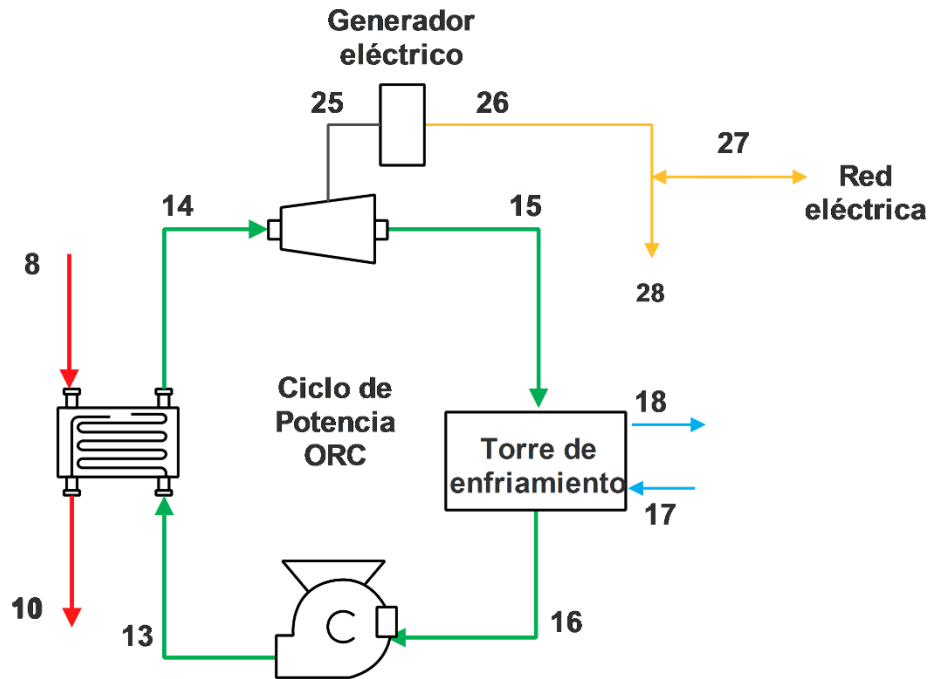 Generador
eléctrico
25
26
27
Red
eléctrica
14
15
8
28
Ciclo de
Potencia
ORC
18
Torre de
enfriamiento
17
10
13
16